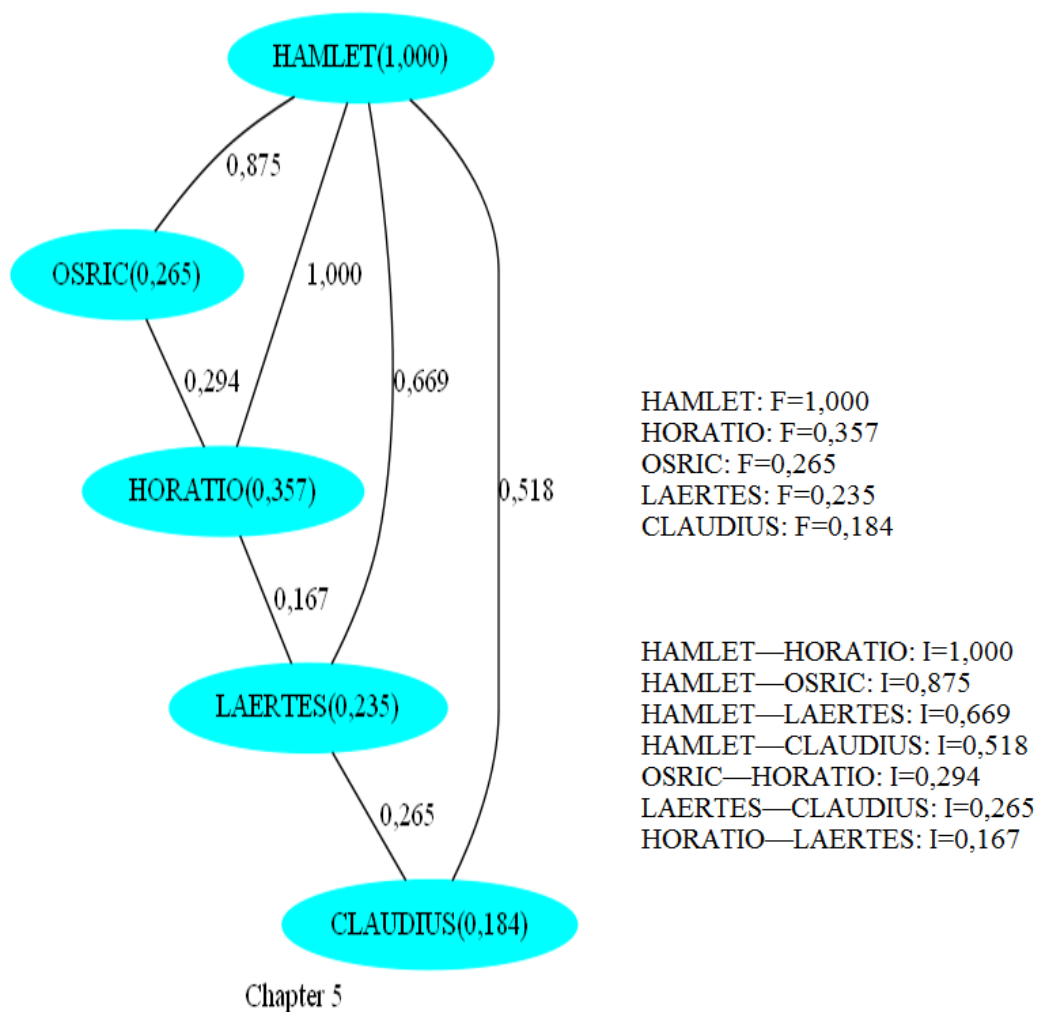 HAMLET(1,000)
0,875
OSRIC(0,265)
1,000
0,294
0,669
HORATIO(0,357)
0,518
0,167
LAERTES(0,235)
0,265
CLAUDIUS(0,184)
Chapter 5
HAMLET: F=1,000
HORATIO: F=0,357
OSRIC: F=0,265
LAERTES: F=0,235
CLAUDIUS: F=0,184
HAMLET—HORATIO: I=1,000
HAMLET—OSRIC: I=0,875
HAMLET—LAERTES: I=0,669
HAMLET—CLAUDIUS: I=0,518
OSRIC—HORATIO: I=0,294
LAERTES—CLAUDIUS: I=0,265
HORATIO—LAERTES: I=0,167